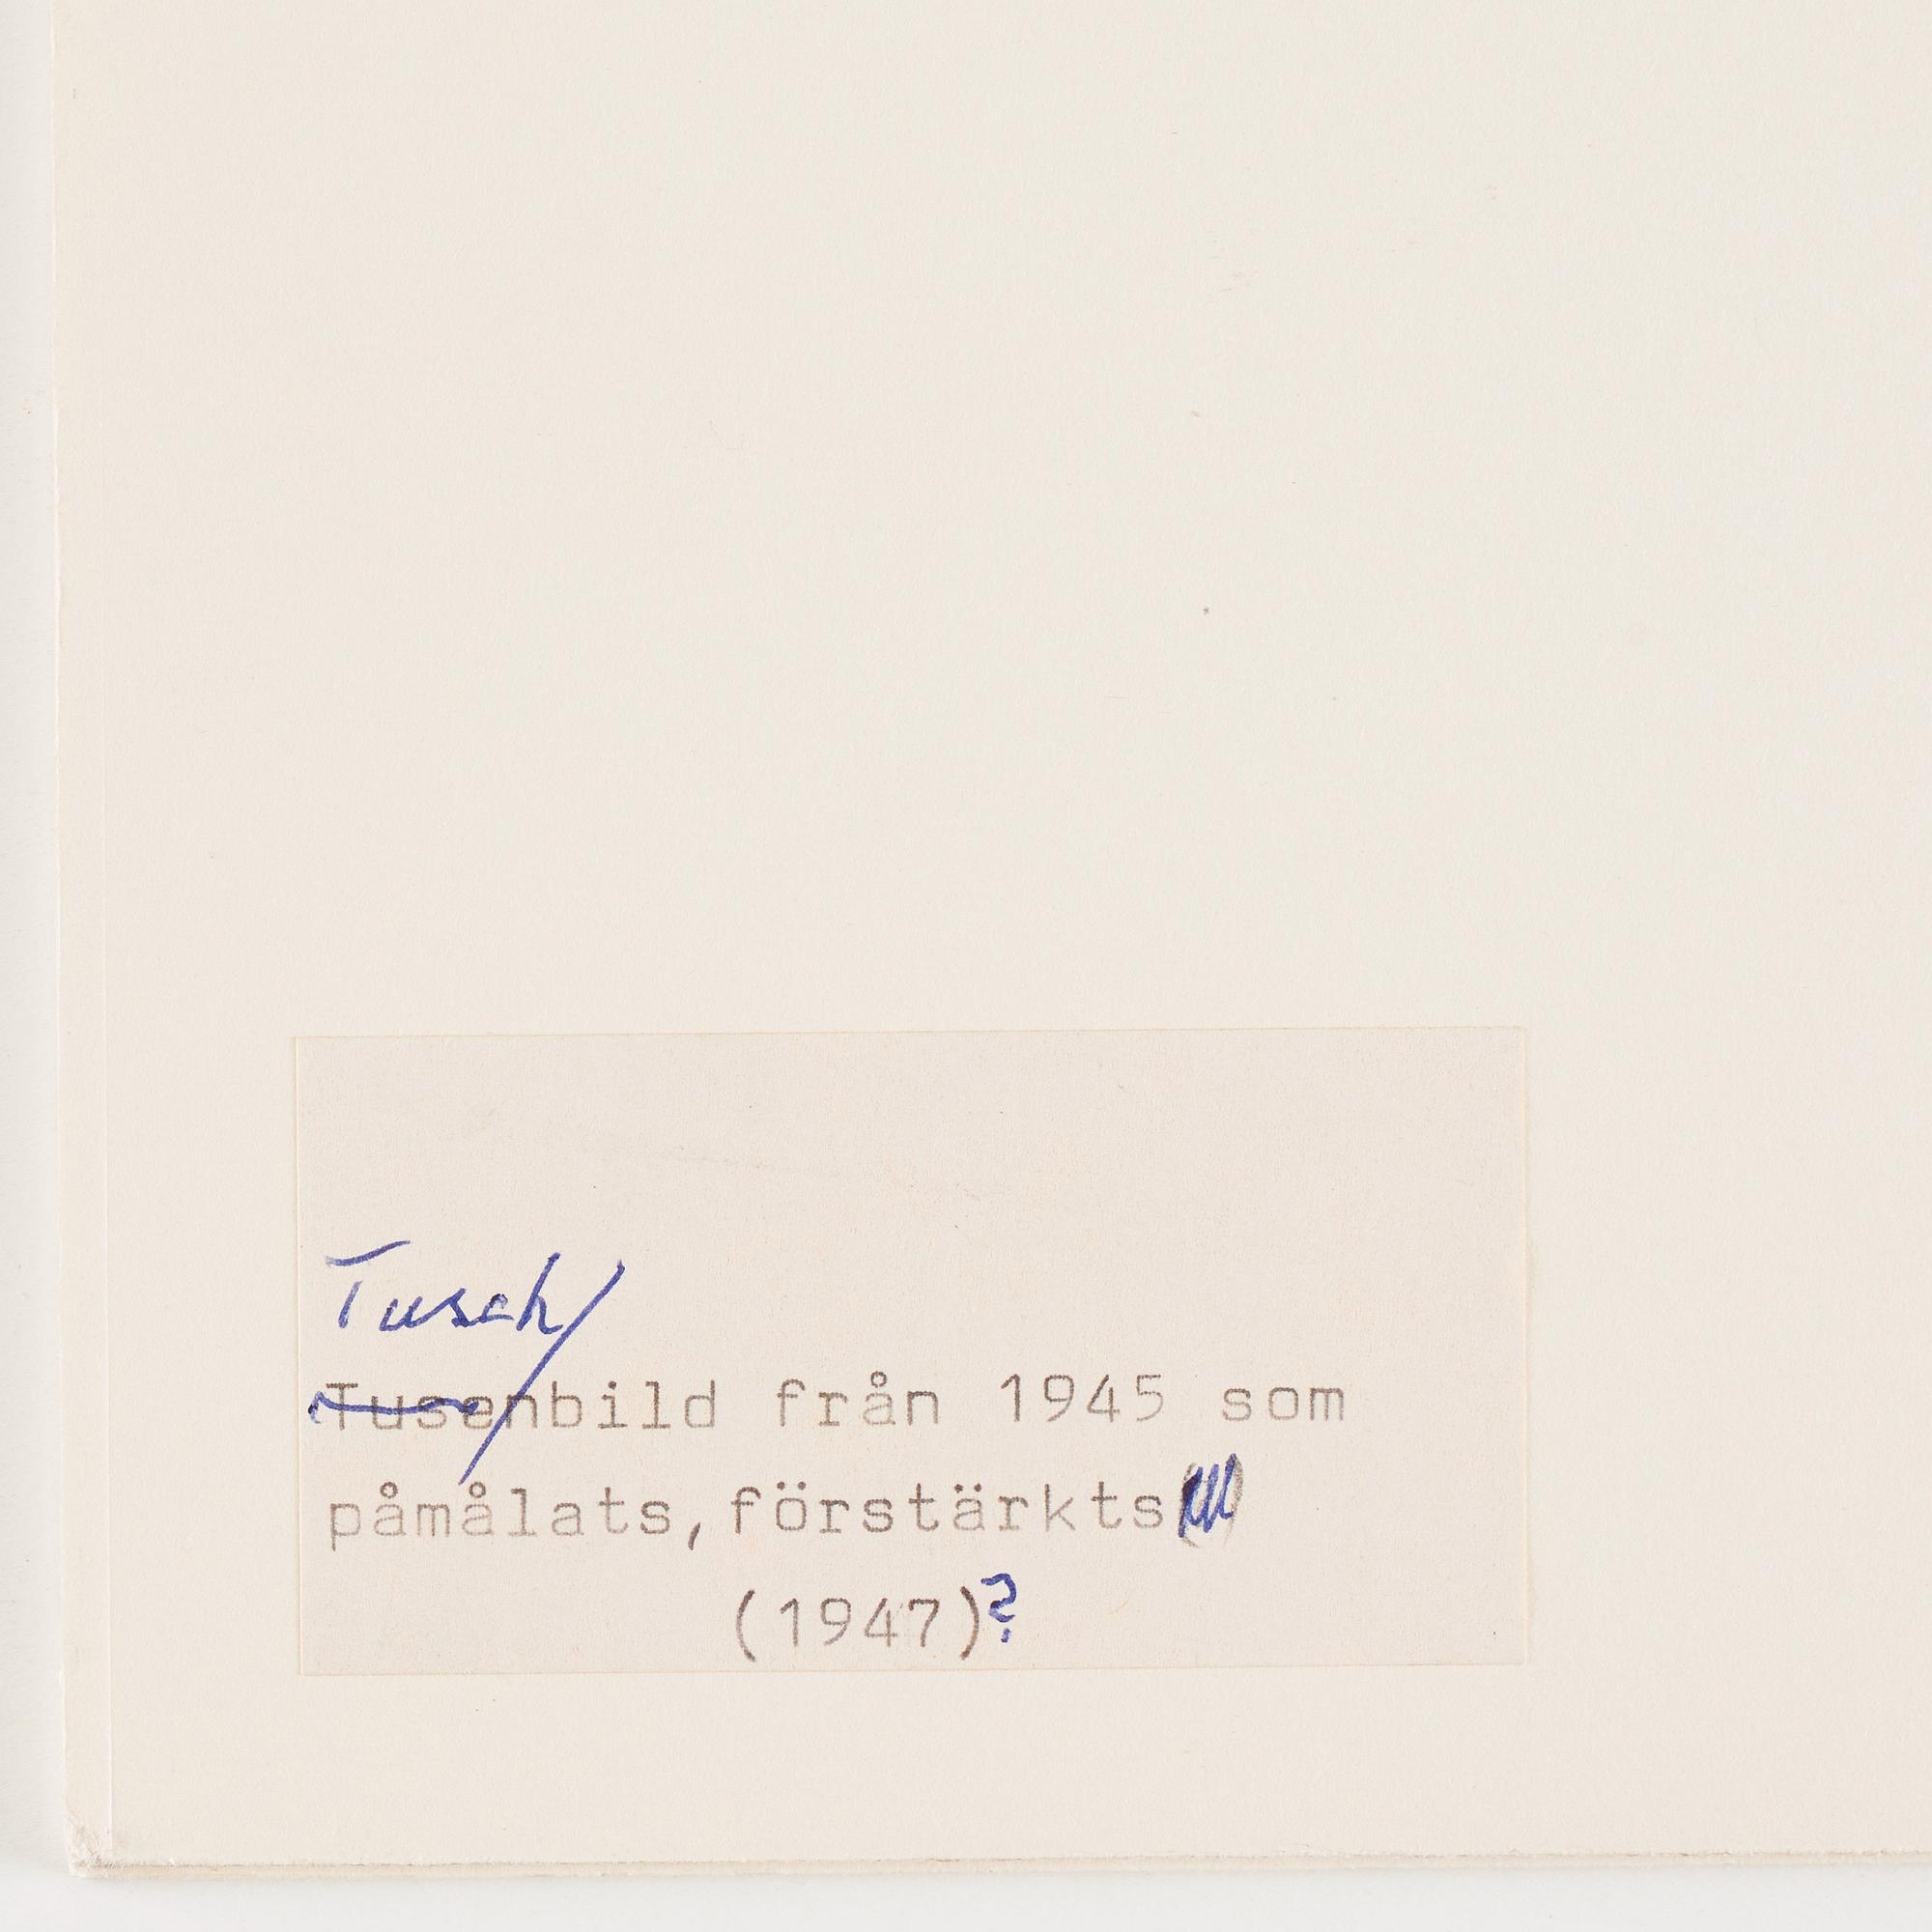 Tusch/
Tusenbild från 1945 som
påmålats,förstärkts
(1947)?